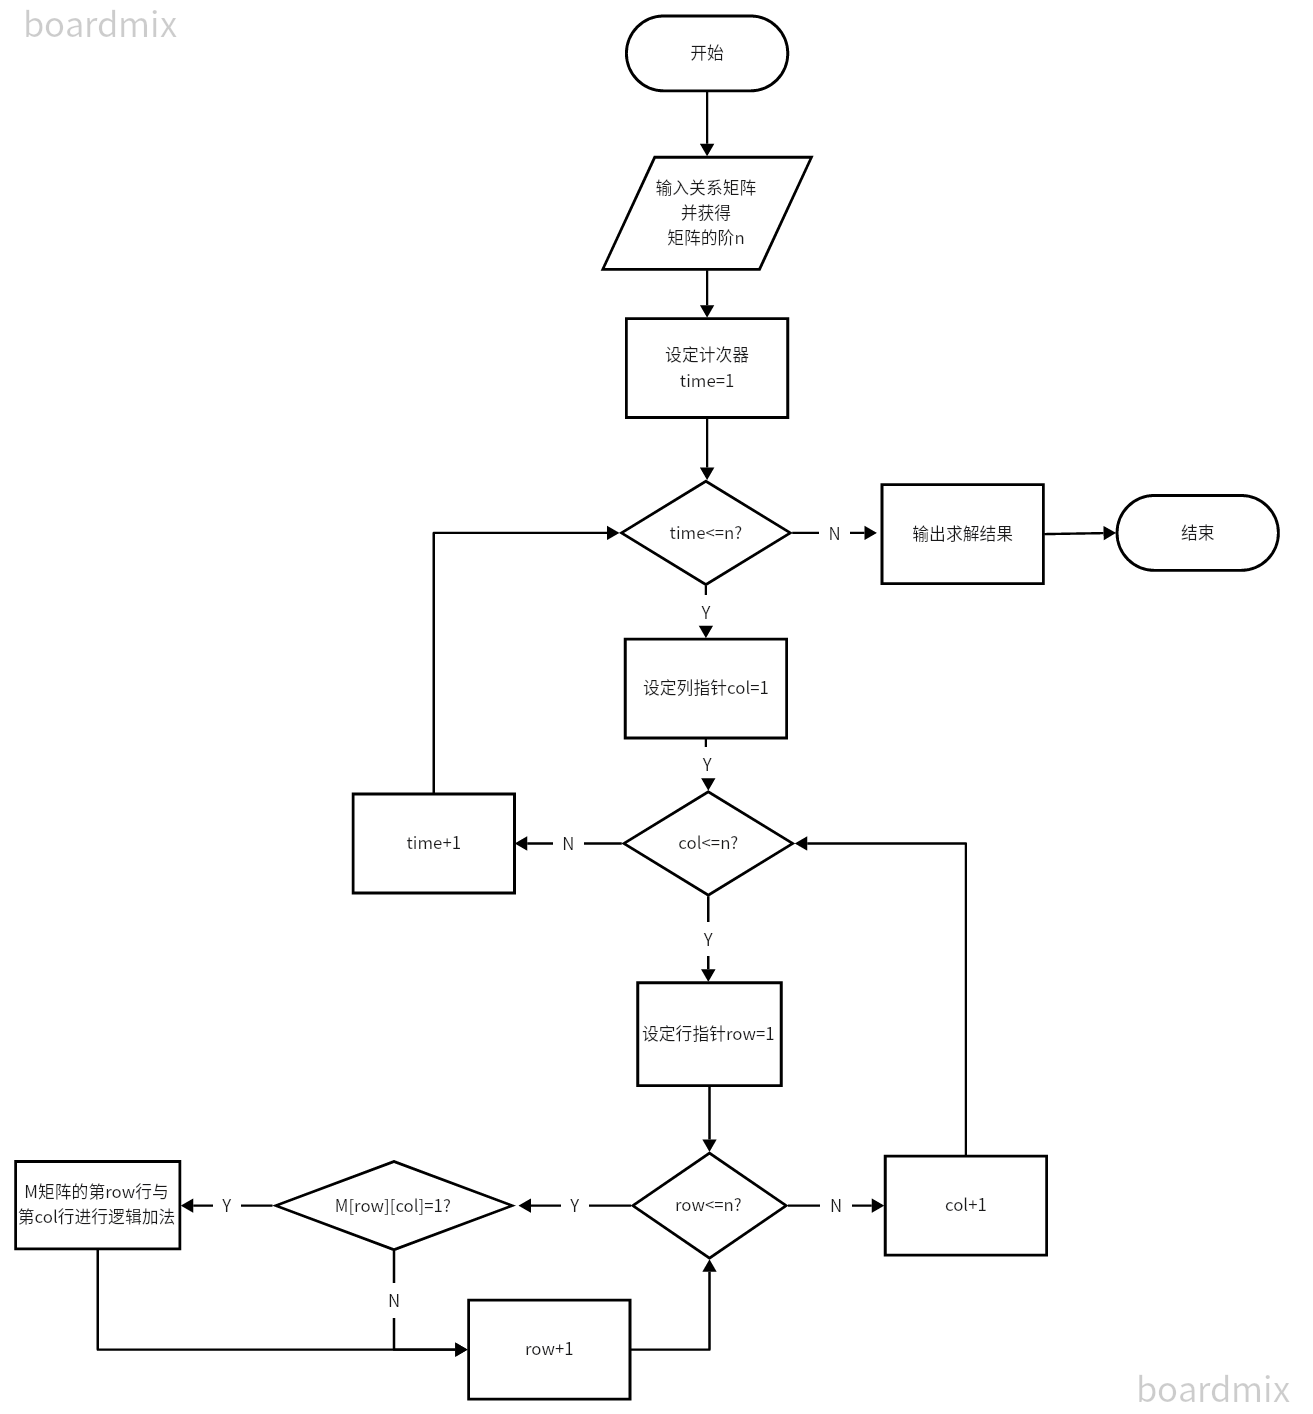 boardmix
开始
输入关系矩阵
并获得
矩阵的阶n
设定计次器
time=1
time<=n?
N
输出求解结果
结束
Y
设定列指针col=1
Y
time+1
N
col<=n?
Y
设定行指针row=1
M矩阵的第row行与
第col行进行逻辑加法
Y
M[row][col]=1?
Y
row<=n?
N
col+1
N
row+1
boardmix